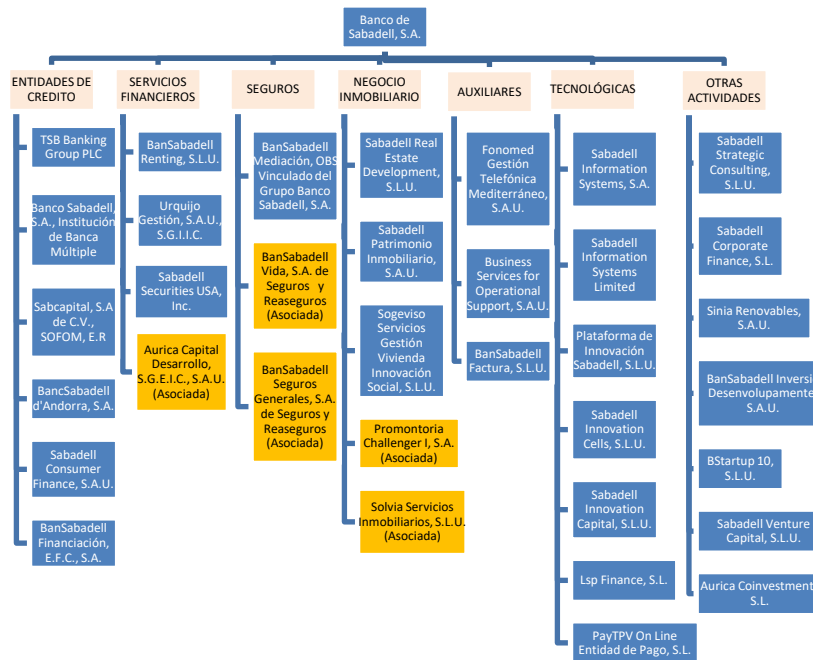 Banco de
Sabadell, S.A.
ENTIDADES DE
CREDITO
TSB Banking
Group PLC
Banco Sabadell,
S.A., Institución
de Banca
Múltiple
Sabcapital, S.A
de C.V.,
SOFOM, E.R
BancSabadell
d'Andorra, S.A.
Sabadell
Consumer
Finance, S.A.U.
BanSabadell
Financiación,
E.F.C., S.A.
SERVICIOS
FINANCIEROS
BanSabadell
Renting, S.L.U.
Urquijo
Gestión, S.A.U.,
S.G.I.I.C.
Sabadell
Securities USA,
Inc.
Aurica Capital
Desarrollo,
S.G.E.I.C., S.A.U.
(Asociada)
SEGUROS
BanSabadell
Mediación, OBS
Vinculado del
Grupo Banco
Sabadell, S.A.
BanSabadell
Vida, S.A. de
Seguros y
Reaseguros
(Asociada)
BanSabadell
Seguros
Generales, S.A.
de Seguros y
Reaseguros
(Asociada)
NEGOCIO
INMOBILIARIO
Sabadell Real
Estate
Development,
S.L.U.
Sabadell
Patrimonio
Inmobiliario,
S.A.U.
Sogeviso Servicios
Gestión
Vivienda
Innovación
Social, S.L.U.
Promontoria
Challenger I, S.A.
(Asociada)
Solvia Servicios
Inmobiliarios, S.L.U.
(Asociada)
AUXILIARES
Fonomed
Gestión
Telefónica
Mediterráneo,
S.A.U.
Business
Services for
Operational
Support, S.A.U.
BanSabadell
Factura, S.L.U.
TECNOLÓGICAS
Sabadell
Information
Systems, S.A.
Sabadell
Information
Systems
Limited
Plataforma de
Innovación
Sabadell, S.L.U.
Sabadell
Innovation
Cells, S.L.U.
Sabadell
Innovation
Capital, S.L.U.
Lsp Finance, S.L.
PayTPV On Line
Entidad de Pago, S.L.
OTRAS
ACTIVIDADES
Sabadell
Strategic
Consulting,
S.L.U.
Sabadell
Corporate
Finance, S.L.
Sinia Renovables,
S.A.U.
BanSabadell Inversió
Desenvolupament
S.A.U.
BStartup 10,
S.L.U.
Sabadell Venture
Capital, S.L.U.
Aurica Coinvestment
S.L.